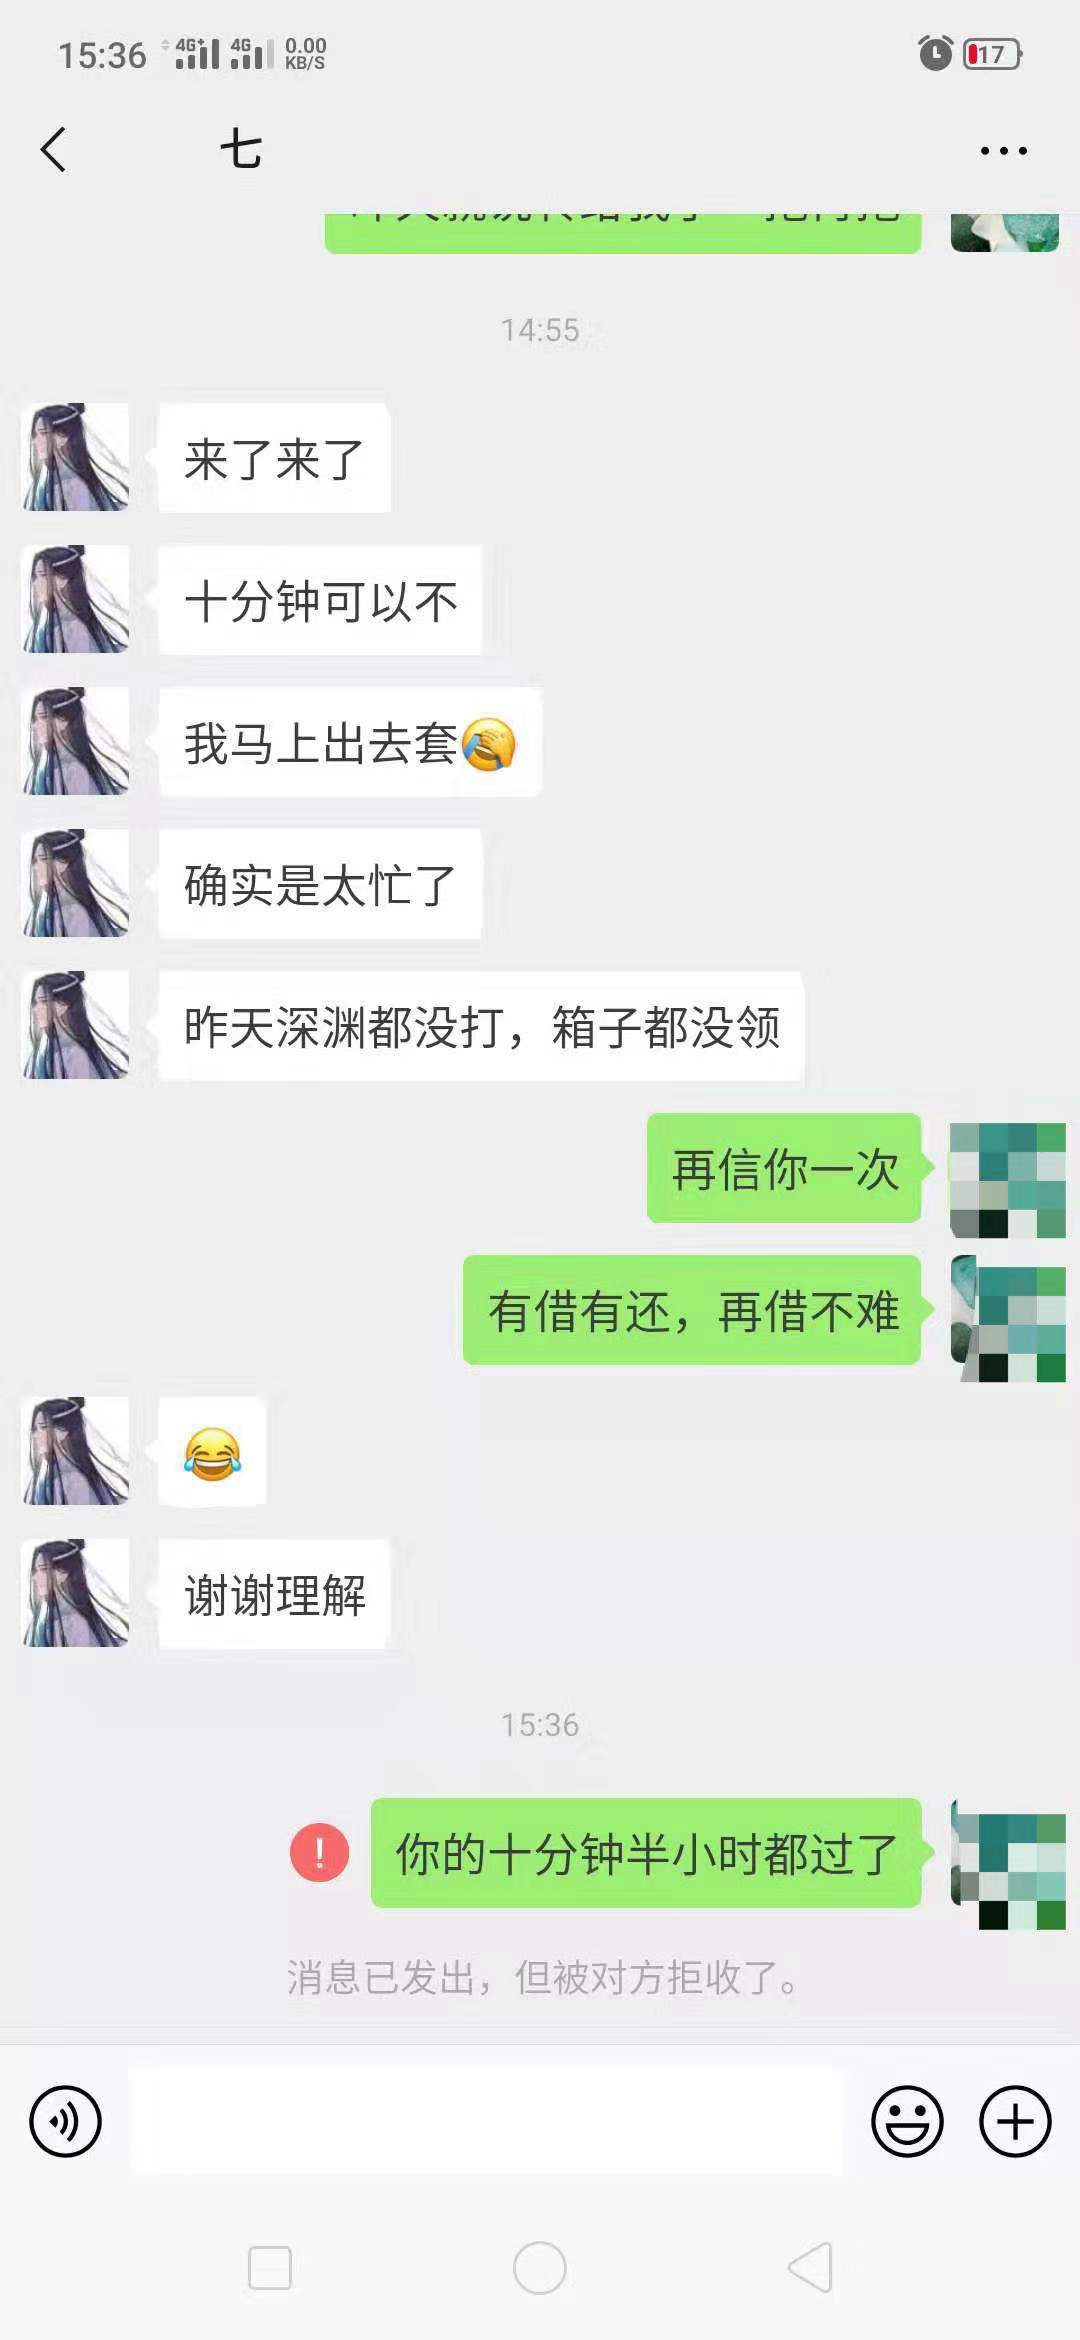 15:36 4G+ 4G 0.00 KB/S 17
七
14:55
来了来了
十分钟可以不
我马上出去套🤣
确实是太忙了
昨天深渊都没打，箱子都没领
再信你一次
有借有还，再借不难
😂
谢谢理解
15:36
! 你的十分钟半小时都过了
消息已发出，但被对方拒收了。